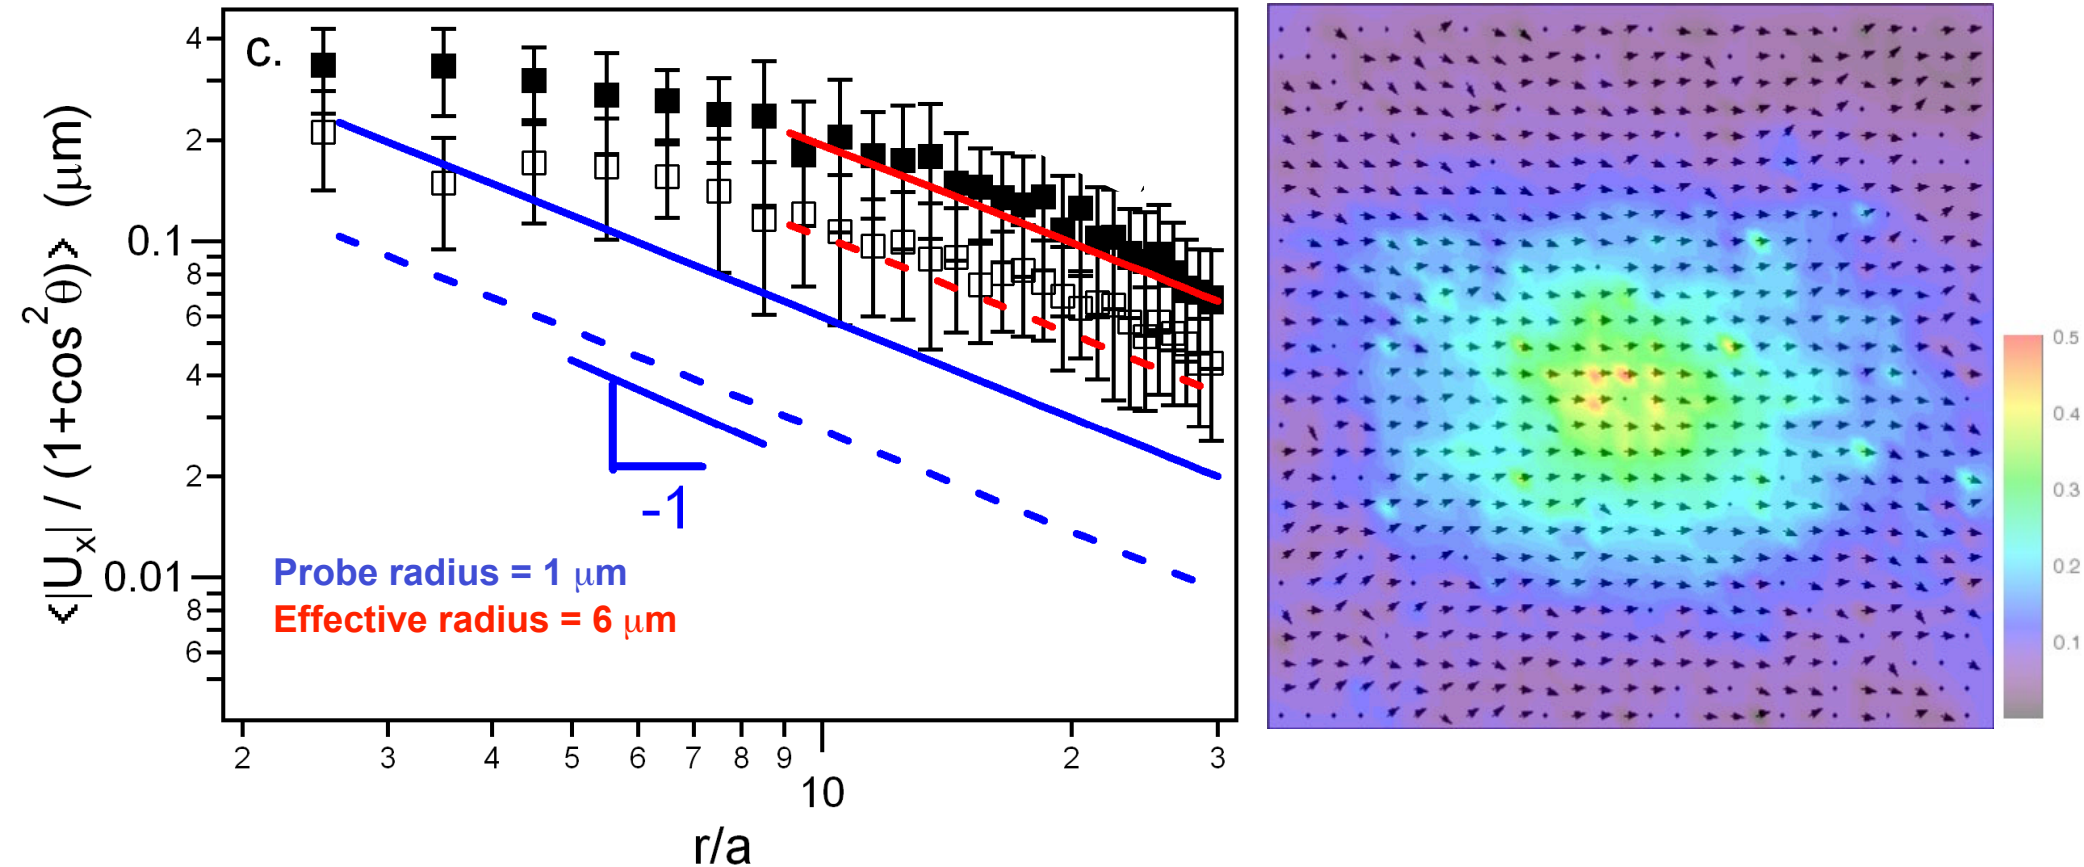 c.
4
2
0.1
8
6
4
2
0.01
8
6
<|Uₓ| / (1+cos²θ)> (μm)
-1
Probe radius = 1 μm
Effective radius = 6 μm
2 3 4 5 6 7 8 9 2 3
10
r/a
0.5
0.4
0.3
0.2
0.1